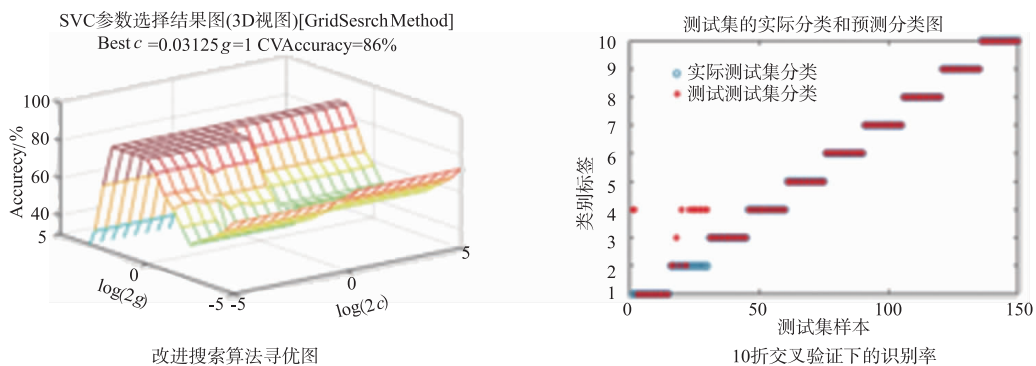 SVC参数选择结果图(3D视图)[GridSesrch Method]
Best c =0.03125 g=1 CVAccuracy=86%
100
80
60
40
Accurecy/%
5
0
-5
log(2g)
-5
0
5
log(2c)
改进搜索算法寻优图
测试集的实际分类和预测分类图
10
9
8
7
6
5
4
3
2
1
类别标签
实际测试集分类
测试测试集分类
0
50
100
150
测试集样本
10折交叉验证下的识别率